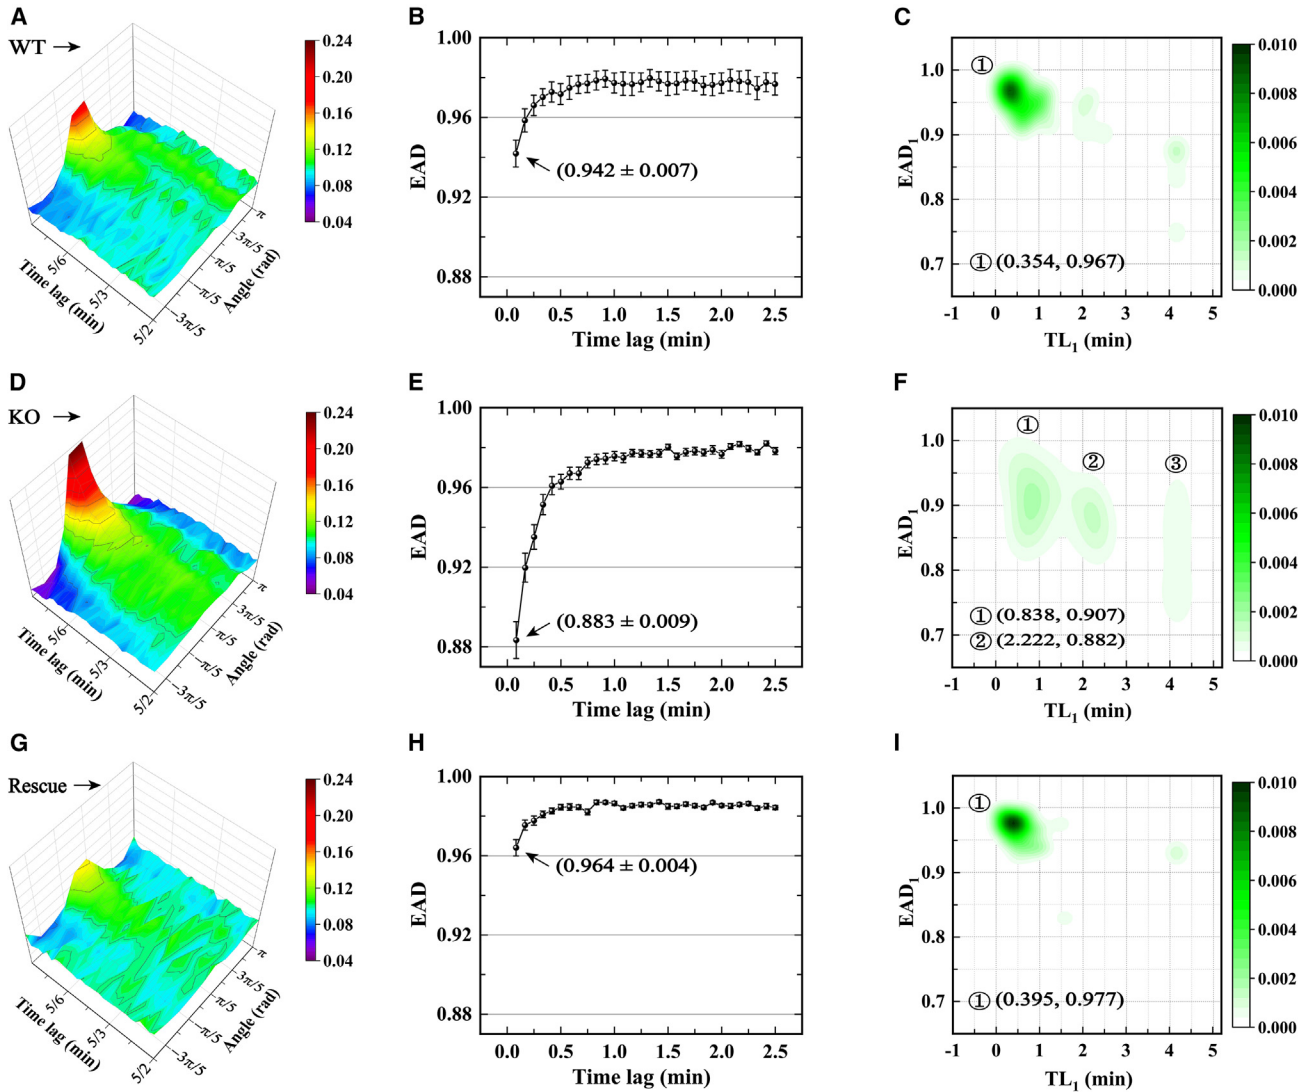 A
WT
0.24
0.20
0.16
0.12
0.08
0.04
5/6
5/3
5/2
Time lag (min)
−3π/5
−π/5
π/5
3π/5
π
Angle (rad)
B
1.00
0.96
0.92
0.88
EAD
(0.942 ± 0.007)
0.0 0.5 1.0 1.5 2.0 2.5
Time lag (min)
C
1.0
0.9
0.8
0.7
EAD1
①
① (0.354, 0.967)
-1 0 1 2 3 4 5
TL1 (min)
0.010
0.008
0.006
0.004
0.002
0.000
D
KO
0.24
0.20
0.16
0.12
0.08
0.04
5/6
5/3
5/2
Time lag (min)
−3π/5
−π/5
π/5
3π/5
π
Angle (rad)
E
1.00
0.96
0.92
0.88
EAD
(0.883 ± 0.009)
0.0 0.5 1.0 1.5 2.0 2.5
Time lag (min)
F
1.0
0.9
0.8
0.7
EAD1
① ② ③
① (0.838, 0.907)
② (2.222, 0.882)
-1 0 1 2 3 4 5
TL1 (min)
0.010
0.008
0.006
0.004
0.002
0.000
G
Rescue
0.24
0.20
0.16
0.12
0.08
0.04
5/6
5/3
5/2
Time lag (min)
−3π/5
−π/5
π/5
3π/5
π
Angle (rad)
H
1.00
0.96
0.92
0.88
EAD
(0.964 ± 0.004)
0.0 0.5 1.0 1.5 2.0 2.5
Time lag (min)
I
1.0
0.9
0.8
0.7
EAD1
①
① (0.395, 0.977)
-1 0 1 2 3 4 5
TL1 (min)
0.010
0.008
0.006
0.004
0.002
0.000